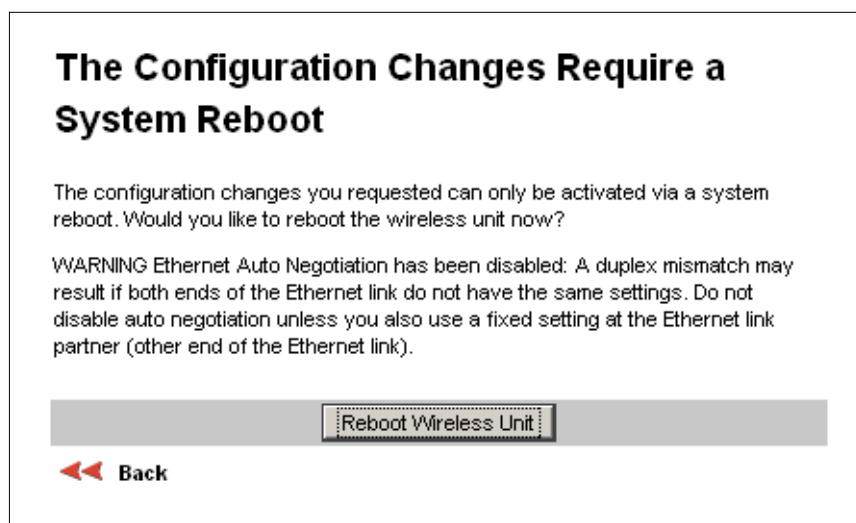 The Configuration Changes Require a
System Reboot
The configuration changes you requested can only be activated via a system
reboot. Would you like to reboot the wireless unit now?
WARNING Ethernet Auto Negotiation has been disabled: A duplex mismatch may
result if both ends of the Ethernet link do not have the same settings. Do not
disable auto negotiation unless you also use a fixed setting at the Ethernet link
partner (other end of the Ethernet link).
Reboot Wireless Unit
Back